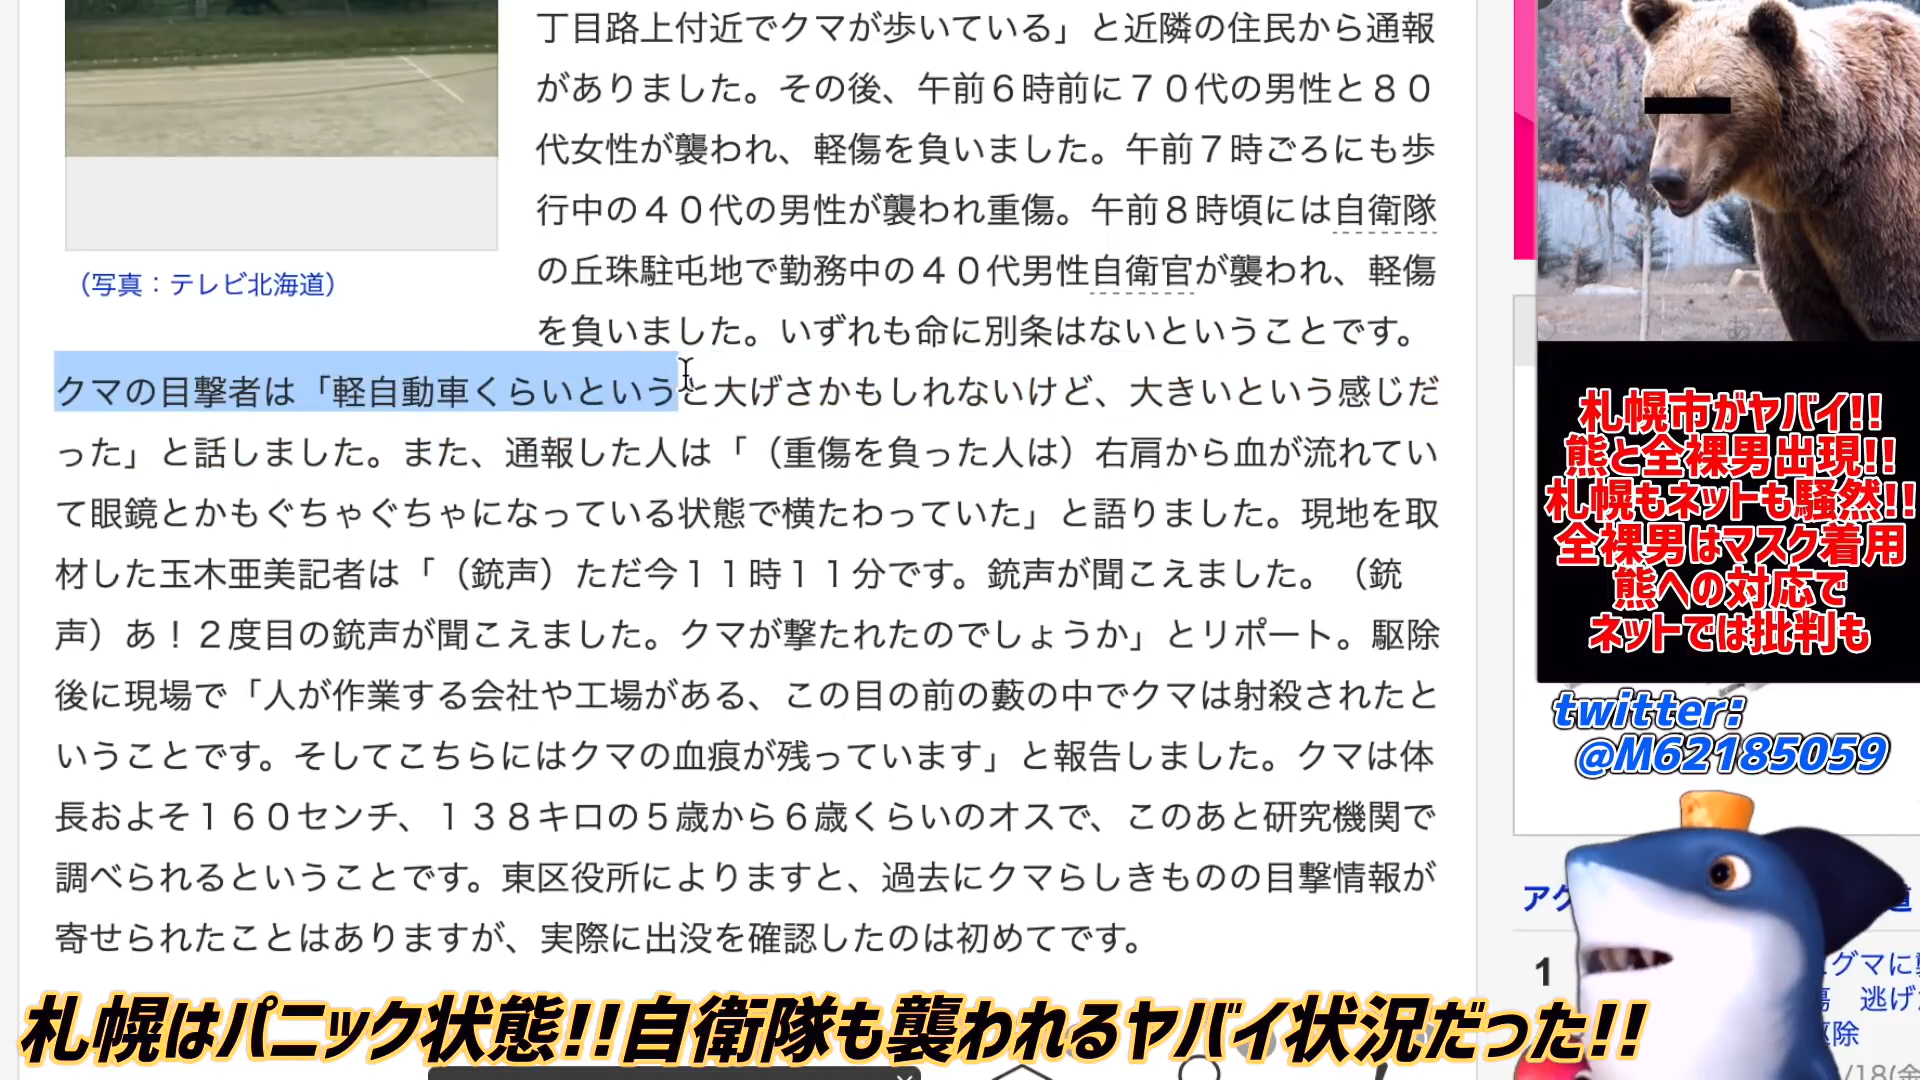 丁目路上付近でクマが歩いている」と近隣の住民から通報
がありました。その後、午前６時前に７０代の男性と８０
代女性が襲われ、軽傷を負いました。午前７時ごろにも歩
行中の４０代の男性が襲われ重傷。午前８時頃には自衛隊
の丘珠駐屯地で勤務中の４０代男性自衛官が襲われ、軽傷
を負いました。いずれも命に別条はないということです。
（写真：テレビ北海道）
クマの目撃者は「軽自動車くらいというと大げさかもしれないけど、大きいという感じだ
った」と話しました。また、通報した人は「（重傷を負った人は）右肩から血が流れてい
て眼鏡とかもぐちゃぐちゃになっている状態で横たわっていた」と語りました。現地を取
材した玉木亜美記者は「（銃声）ただ今１１時１１分です。銃声が聞こえました。（銃
声）あ！２度目の銃声が聞こえました。クマが撃たれたのでしょうか」とリポート。駆除
後に現場で「人が作業する会社や工場がある、この目の前の藪の中でクマは射殺されたと
いうことです。そしてこちらにはクマの血痕が残っています」と報告しました。クマは体
長およそ１６０センチ、１３８キロの５歳から６歳くらいのオスで、このあと研究機関で
調べられるということです。東区役所によりますと、過去にクマらしきものの目撃情報が
寄せられたことはありますが、実際に出没を確認したのは初めてです。
札幌市がヤバイ!!
熊と全裸男出現!!
札幌もネットも騒然!!
全裸男はマスク着用
熊への対応で
ネットでは批判も
twitter:
@M62185059
アク
道
1
グマに
逃げ
駆除
/18(金
札幌はパニック状態!!自衛隊も襲われるヤバイ状況だった!!